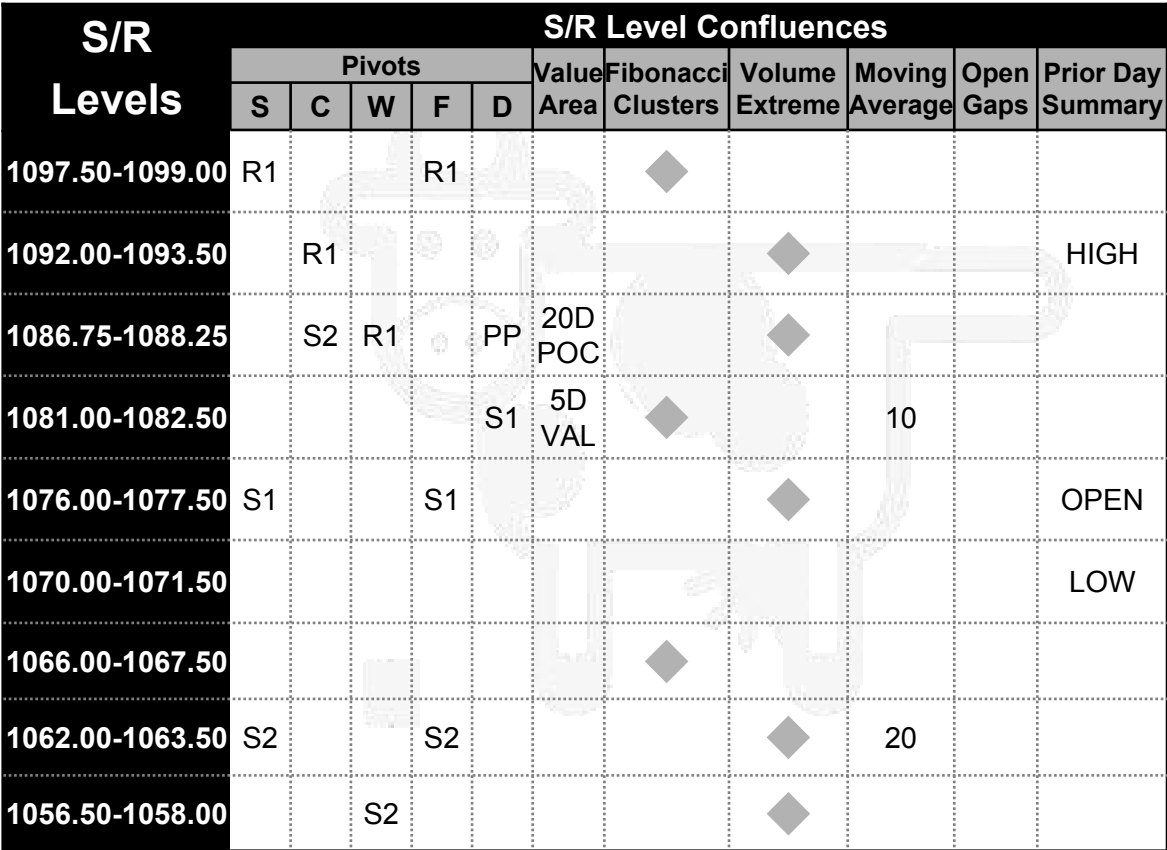 S/R Levels
S/R Level Confluences
Pivots
Value Area
Fibonacci Clusters
Volume Extreme
Moving Average
Open Gaps
Prior Day Summary
S C W F D
1097.50-1099.00 R1 R1
1092.00-1093.50 R1 HIGH
1086.75-1088.25 S2 R1 PP 20D POC
1081.00-1082.50 S1 5D VAL 10
1076.00-1077.50 S1 S1 OPEN
1070.00-1071.50 LOW
1066.00-1067.50
1062.00-1063.50 S2 S2 20
1056.50-1058.00 S2